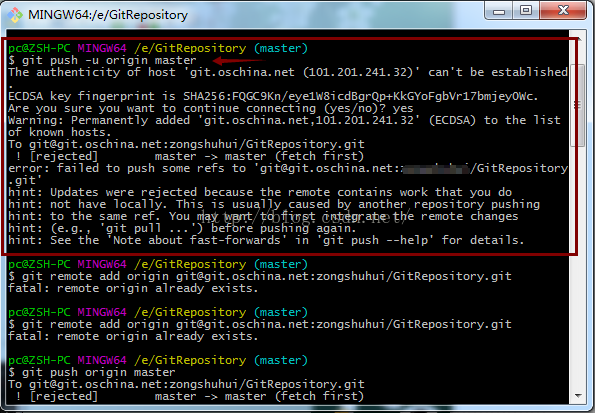 MINGW64:/e/GitRepository
pc@ZSH-PC MINGW64 /e/GitRepository (master)
$ git push -u origin master
The authenticity of host 'git.oschina.net (101.201.241.32)' can't be established
.
ECDSA key fingerprint is SHA256:FQGC9Kn/eye1W8icdBgrQp+KkGYoFgbVr17bmjeyOWc.
Are you sure you want to continue connecting (yes/no)? yes
Warning: Permanently added 'git.oschina.net,101.201.241.32' (ECDSA) to the list
of known hosts.
To git@git.oschina.net:zongshuhui/GitRepository.git
! [rejected] master -> master (fetch first)
error: failed to push some refs to 'git@git.oschina.net: /GitRepository
.git'
hint: Updates were rejected because the remote contains work that you do
hint: not have locally. This is usually caused by another repository pushing
hint: to the same ref. You may want to first integrate the remote changes
hint: (e.g., 'git pull ...') before pushing again.
hint: See the 'Note about fast-forwards' in 'git push --help' for details.
pc@ZSH-PC MINGW64 /e/GitRepository (master)
$ git remote add origin git@git.oschina.net:zongshuhui/GitRepository.git
fatal: remote origin already exists.
pc@ZSH-PC MINGW64 /e/GitRepository (master)
$ git remote add origin git@git.oschina.net:zongshuhui/GitRepository.git
fatal: remote origin already exists.
pc@ZSH-PC MINGW64 /e/GitRepository (master)
$ git push origin master
To git@git.oschina.net:zongshuhui/GitRepository.git
! [rejected] master -> master (fetch first)